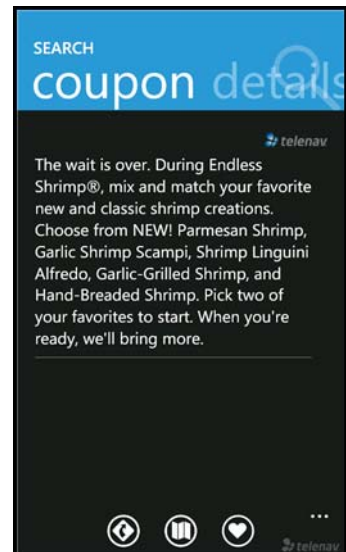 SEARCH
coupon details
telenav
The wait is over. During Endless
Shrimp®, mix and match your favorite
new and classic shrimp creations.
Choose from NEW! Parmesan Shrimp,
Garlic Shrimp Scampi, Shrimp Linguini
Alfredo, Garlic-Grilled Shrimp, and
Hand-Breaded Shrimp. Pick two of
your favorites to start. When you're
ready, we'll bring more.
...
telenav